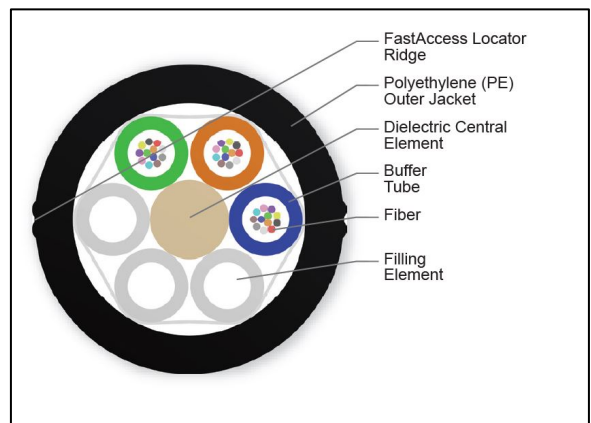 FastAccess Locator
Ridge
Polyethylene (PE)
Outer Jacket
Dielectric Central
Element
Buffer
Tube
Fiber
Filling
Element